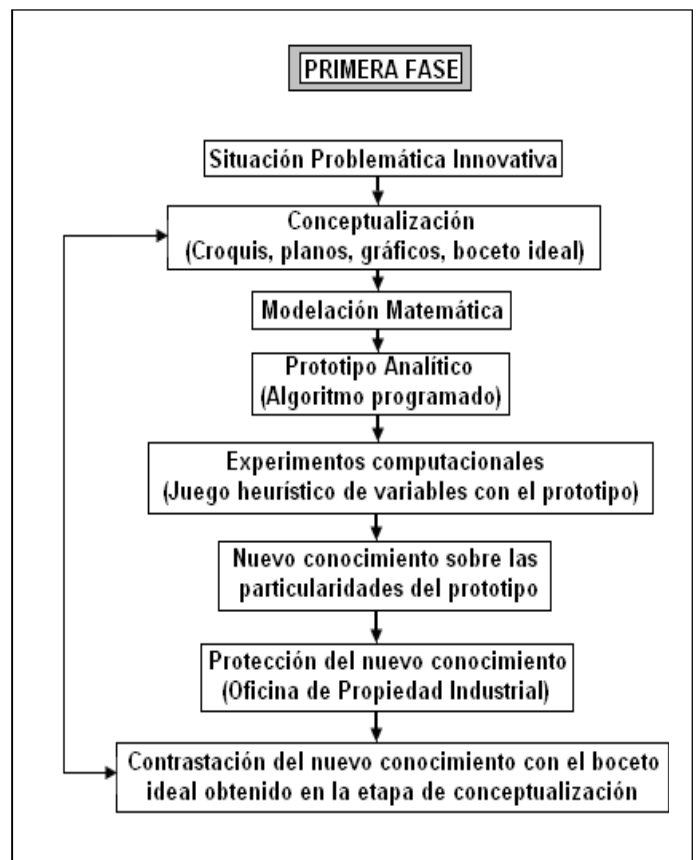 PRIMERA FASE
Situación Problemática Innovativa
Conceptualización
(Croquis, planos, gráficos, boceto ideal)
Modelación Matemática
Prototipo Analítico
(Algoritmo programado)
Experimentos computacionales
(Juego heurístico de variables con el prototipo)
Nuevo conocimiento sobre las
particularidades del prototipo
Protección del nuevo conocimiento
(Oficina de Propiedad Industrial)
Contrastación del nuevo conocimiento con el boceto
ideal obtenido en la etapa de conceptualización